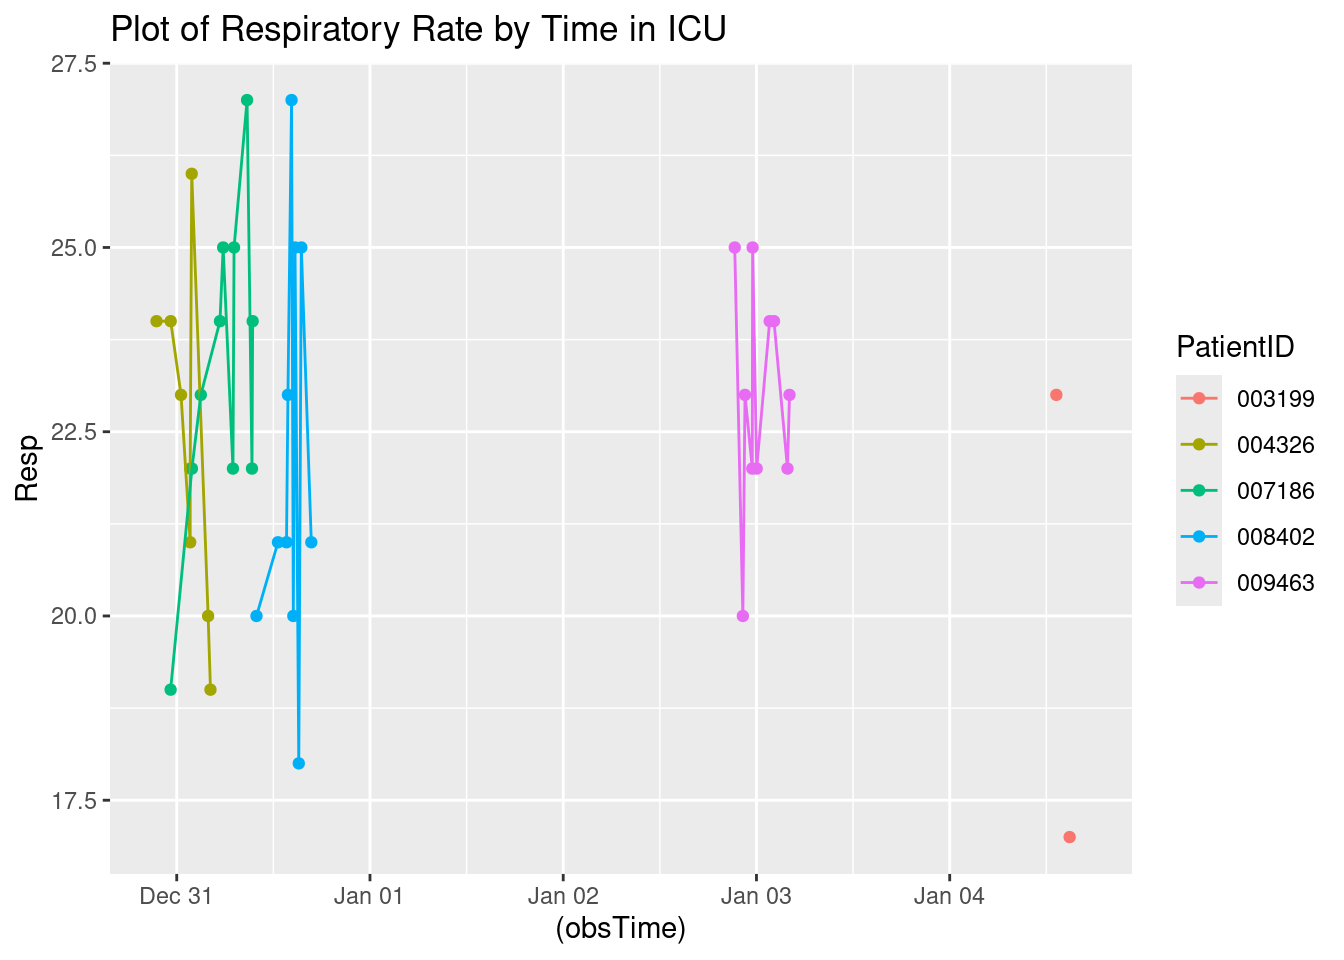 Plot of Respiratory Rate by Time in ICU
27.5
25.0
22.5
20.0
17.5
Resp
Dec 31 Jan 01 Jan 02 Jan 03 Jan 04
(obsTime)
PatientID
003199
004326
007186
008402
009463